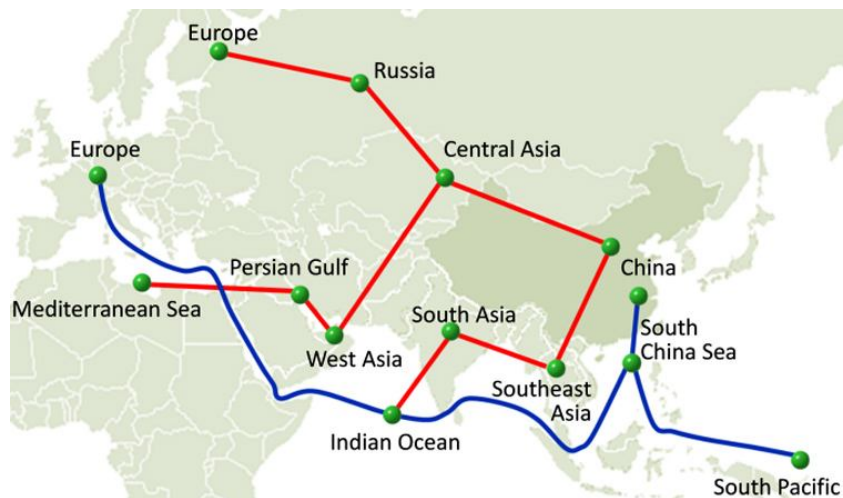 Europe
Russia
Europe
Central Asia
Persian Gulf
China
Mediterranean Sea
South Asia
West Asia
South
China Sea
Southeast
Asia
Indian Ocean
South Pacific